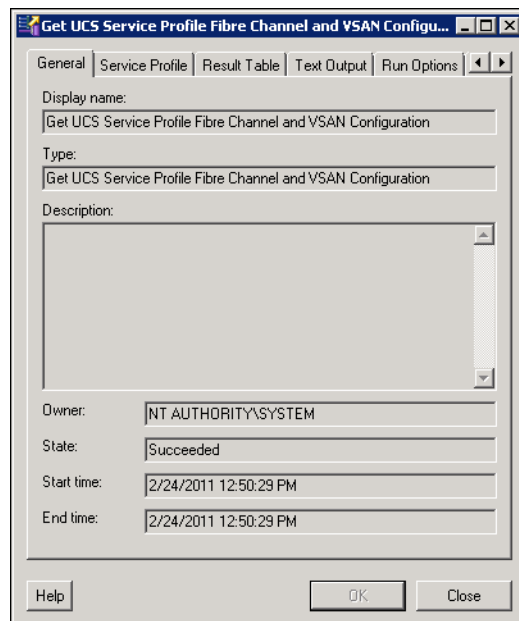 Get UCS Service Profile Fibre Channel and VSAN Configu...
General Service Profile Result Table Text Output Run Options
Display name:
Get UCS Service Profile Fibre Channel and VSAN Configuration
Type:
Get UCS Service Profile Fibre Channel and VSAN Configuration
Description:
Owner: NT AUTHORITY\SYSTEM
State: Succeeded
Start time: 2/24/2011 12:50:29 PM
End time: 2/24/2011 12:50:29 PM
Help OK Close